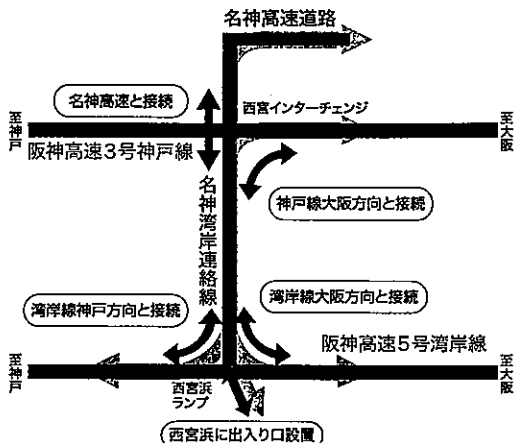 名神高速道路
名神高速と接続
西宮インターチェンジ
至神戸
至大阪
阪神高速3号神戸線
名神湾岸連絡線
神戸線大阪方向と接続
湾岸線神戸方向と接続
湾岸線大阪方向と接続
阪神高速5号湾岸線
至神戸
至大阪
西宮浜
ランプ
西宮浜に出入り口設置